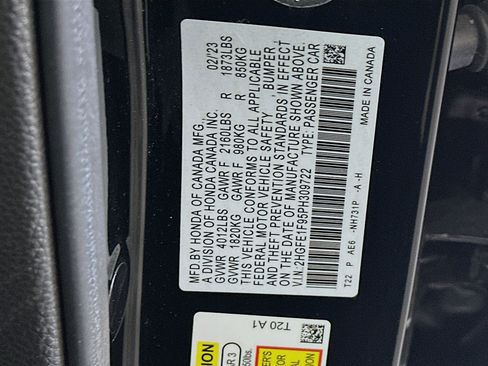 MFD. BY HONDA OF CANADA MFG.
A DIVISION OF HONDA CANADA INC. 02/23
GVWR 4012LBS GAWR F 2160LBS R 1873LBS
GVWR 1820KG GAWR F 980KG R 850KG
THIS VEHICLE CONFORMS TO ALL APPLICABLE
FEDERAL MOTOR VEHICLE SAFETY , BUMPER ,
AND THEFT PREVENTION STANDARDS IN EFFECT
ON THE DATE OF MANUFACTURE SHOWN ABOVE.
V.I.N: 2HGFE1F95PH309722 TYPE: PASSENGER CAR
T22 P AE6 -NH731P -A -H MADE IN CANADA
T20 A1